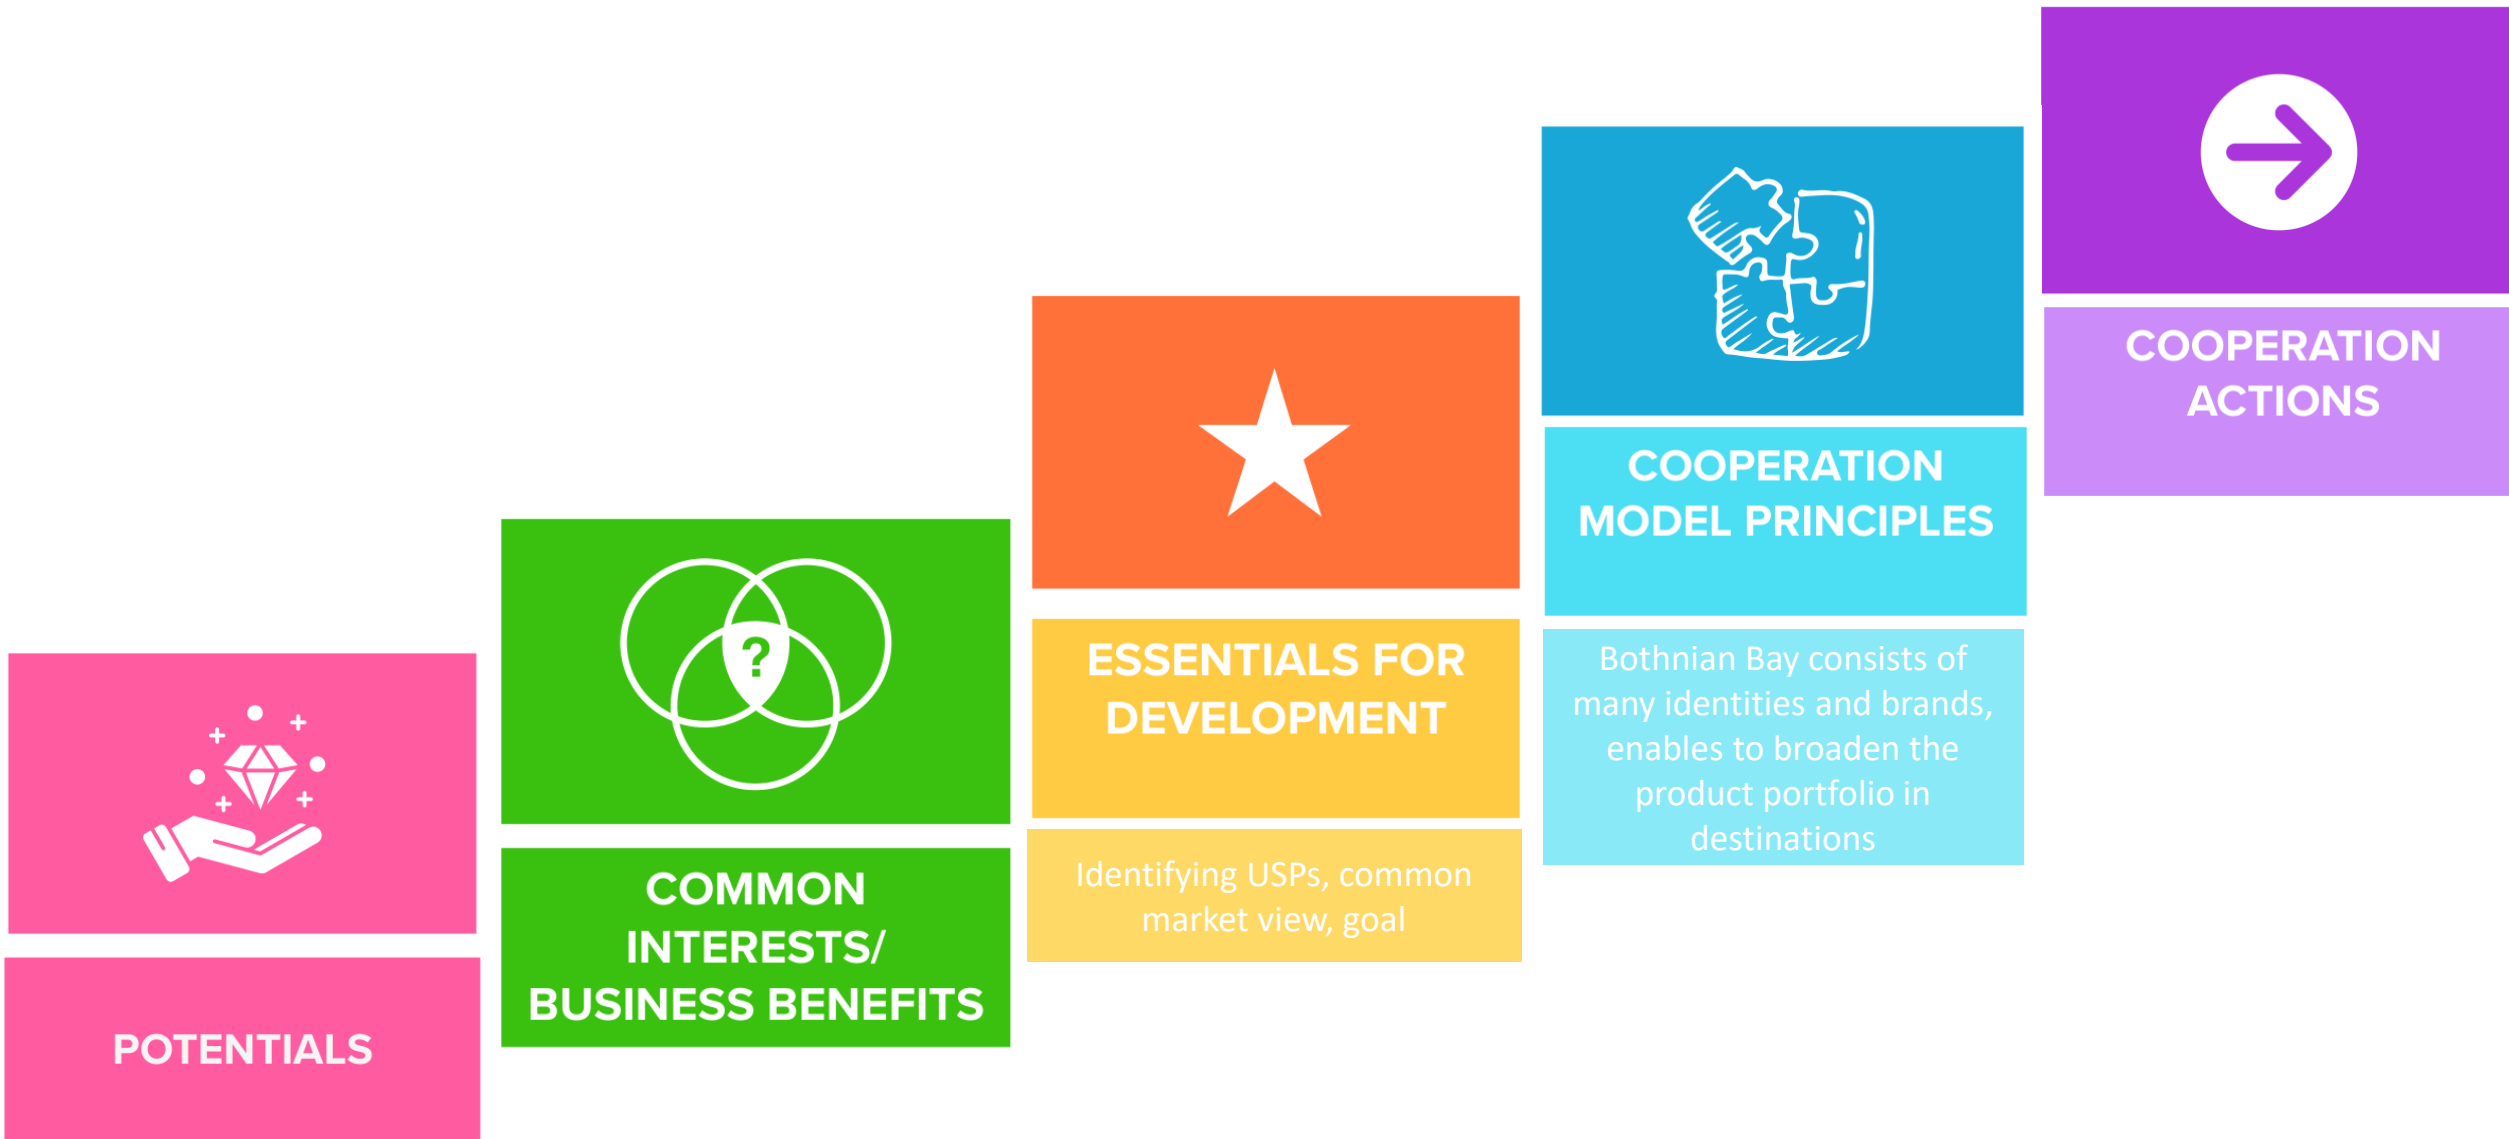 POTENTIALS
COMMON
INTERESTS/
BUSINESS BENEFITS
?
ESSENTIALS FOR
DEVELOPMENT
Identifying USPs, common
market view, goal
COOPERATION
MODEL PRINCIPLES
Bothnian Bay consists of
many identities and brands,
enables to broaden the
product portfolio in
destinations
COOPERATION
ACTIONS